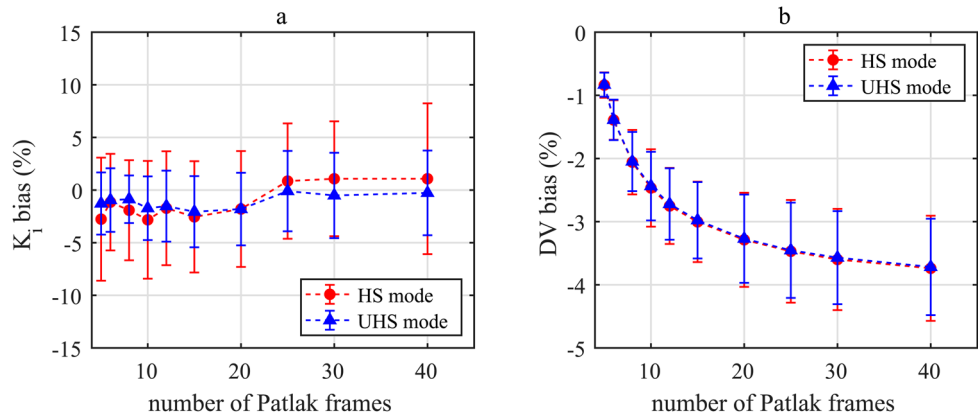 a
15
10
5
0
-5
-10
-15
K_i bias (%)
10 20 30 40
number of Patlak frames
HS mode
UHS mode
b
0
-1
-2
-3
-4
-5
DV bias (%)
10 20 30 40
number of Patlak frames
HS mode
UHS mode